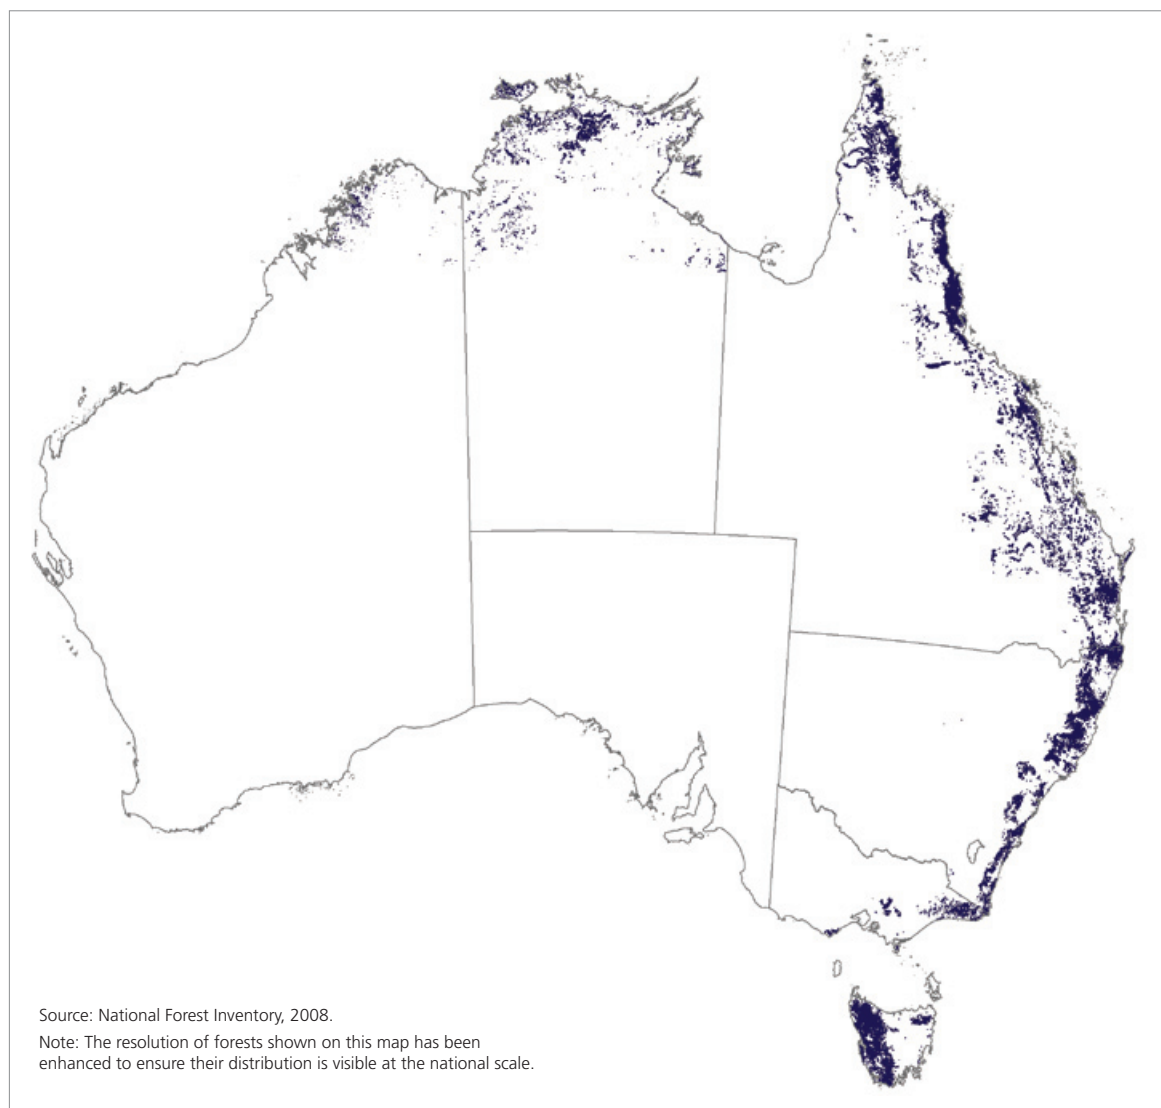 Source: National Forest Inventory, 2008.
Note: The resolution of forests shown on this map has been
enhanced to ensure their distribution is visible at the national scale.